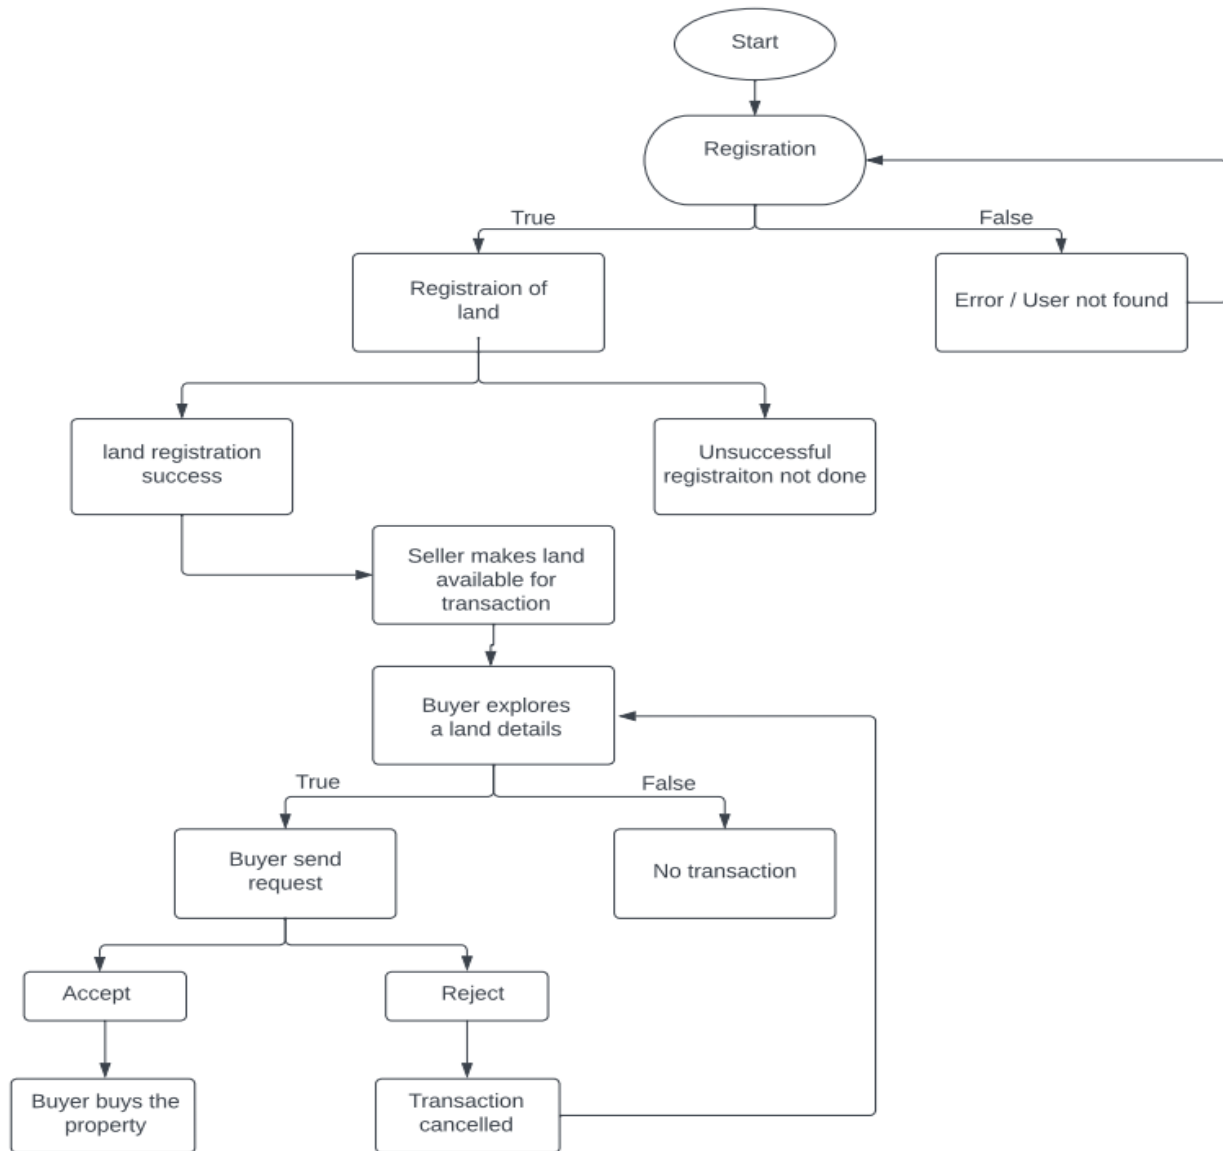 Start
Regisration
True
False
Registraion of
land
Error / User not found
land registration
success
Unsuccessful
registraiton not done
Seller makes land
available for
transaction
Buyer explores
a land details
True
False
Buyer send
request
No transaction
Accept
Reject
Buyer buys the
property
Transaction
cancelled